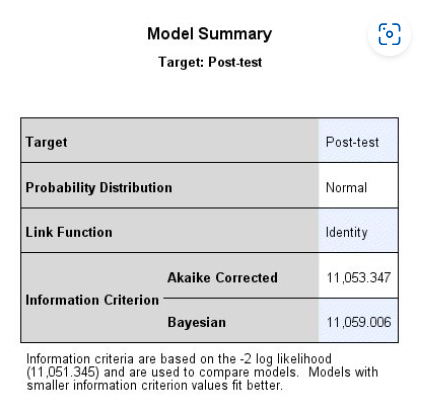 Model Summary
Target: Post-test
Target Post-test
Probability Distribution Normal
Link Function Identity
Information Criterion
Akaike Corrected 11,053.347
Bayesian 11,059.006
Information criteria are based on the -2 log likelihood
(11,051.345) and are used to compare models. Models with
smaller information criterion values fit better.